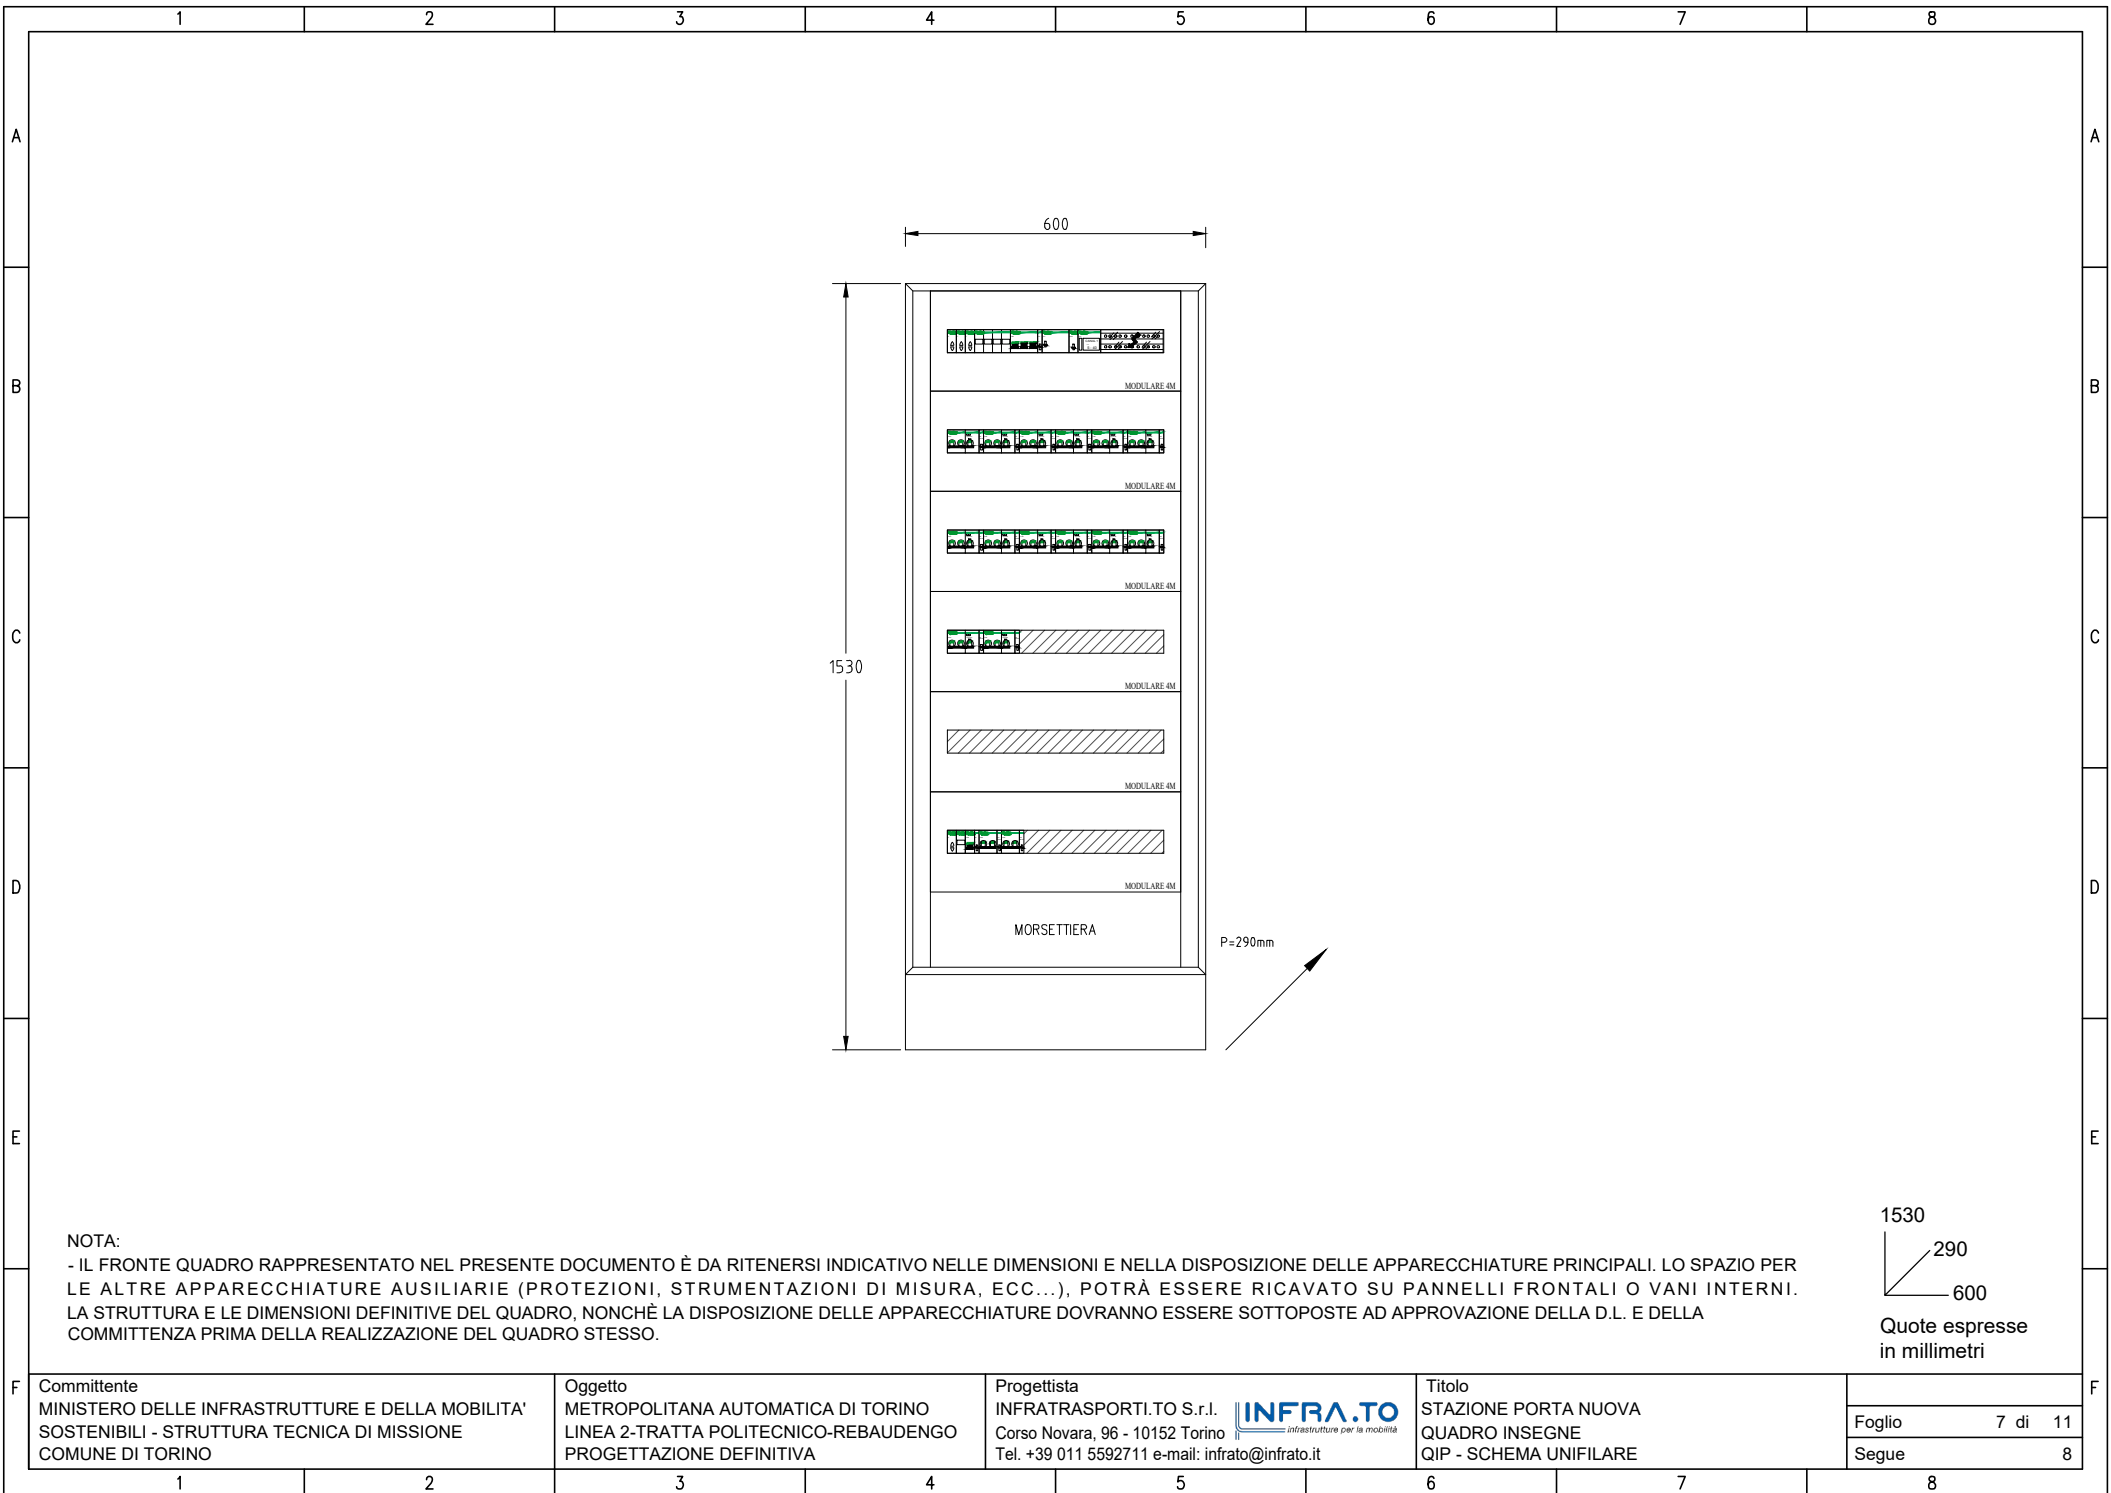 1 2 3 4 5 6 7 8
A A
600
MODULARE 4M
B B
MODULARE 4M
MODULARE 4M
C C
1530
MODULARE 4M
MODULARE 4M
MODULARE 4M
D D
MORSETTIERA
P=290mm
E E
1530
290
600
Quote espresse
in millimetri
NOTA:
- IL FRONTE QUADRO RAPPRESENTATO NEL PRESENTE DOCUMENTO È DA RITENERSI INDICATIVO NELLE DIMENSIONI E NELLA DISPOSIZIONE DELLE APPARECCHIATURE PRINCIPALI. LO SPAZIO PER
LE ALTRE APPARECCHIATURE AUSILIARIE (PROTEZIONI, STRUMENTAZIONI DI MISURA, ECC...), POTRÀ ESSERE RICAVATO SU PANNELLI FRONTALI O VANI INTERNI.
LA STRUTTURA E LE DIMENSIONI DEFINITIVE DEL QUADRO, NONCHÈ LA DISPOSIZIONE DELLE APPARECCHIATURE DOVRANNO ESSERE SOTTOPOSTE AD APPROVAZIONE DELLA D.L. E DELLA
COMMITTENZA PRIMA DELLA REALIZZAZIONE DEL QUADRO STESSO.
F F
Committente
MINISTERO DELLE INFRASTRUTTURE E DELLA MOBILITA'
SOSTENIBILI - STRUTTURA TECNICA DI MISSIONE
COMUNE DI TORINO
Oggetto
METROPOLITANA AUTOMATICA DI TORINO
LINEA 2-TRATTA POLITECNICO-REBAUDENGO
PROGETTAZIONE DEFINITIVA
Progettista
INFRATRASPORTI.TO S.r.l.
Corso Novara, 96 - 10152 Torino
Tel. +39 011 5592711 e-mail: infrato@infrato.it
INFRA.TO
infrastrutture per la mobilità
Titolo
STAZIONE PORTA NUOVA
QUADRO INSEGNE
QIP - SCHEMA UNIFILARE
Foglio 7 di 11
Segue 8
1 2 3 4 5 6 7 8